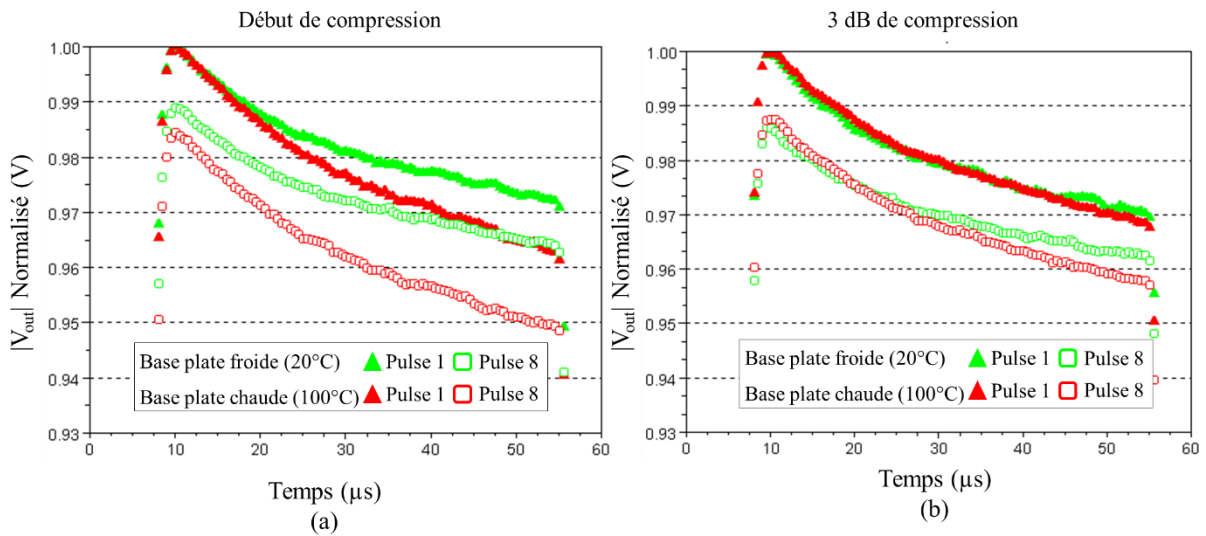 Début de compression
|Vout| Normalisé (V)
1.00
0.99
0.98
0.97
0.96
0.95
0.94
0.93
Base plate froide (20°C) Pulse 1 Pulse 8
Base plate chaude (100°C) Pulse 1 Pulse 8
0 10 20 30 40 50 60
Temps (µs)
(a)
3 dB de compression
|Vout| Normalisé (V)
1.00
0.99
0.98
0.97
0.96
0.95
0.94
0.93
Base plate froide (20°C) Pulse 1 Pulse 8
Base plate chaude (100°C) Pulse 1 Pulse 8
0 10 20 30 40 50 60
Temps (µs)
(b)